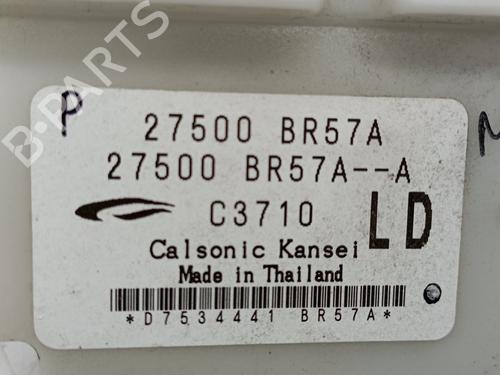 B-PARTS
P
27500 BR57A
27500 BR57A--A
C3710 LD
Calsonic Kansei
Made in Thailand
*D7534441 BR57A*